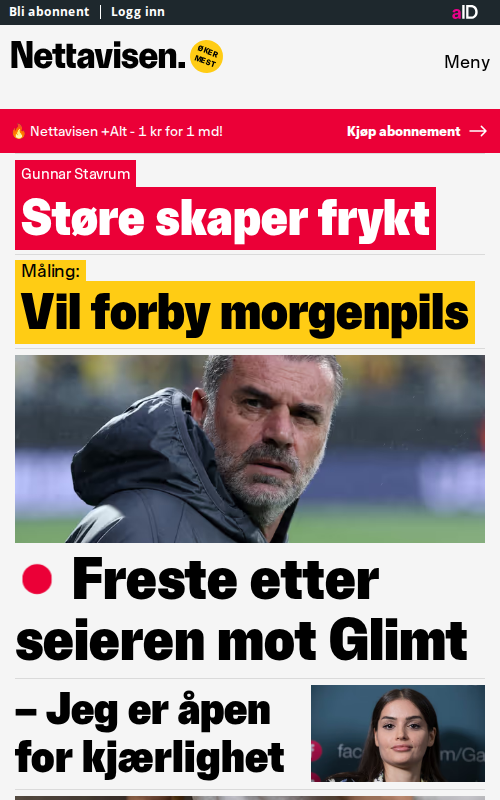 Bli abonnent | Logg inn
aID
Nettavisen.
ØKER
MEST
Meny
🔥 Nettavisen +Alt - 1 kr for 1 md!
Kjøp abonnement →
Gunnar Stavrum
Støre skaper frykt
Måling:
Vil forby morgenpils
Freste etter
seieren mot Glimt
– Jeg er åpen
for kjærlighet